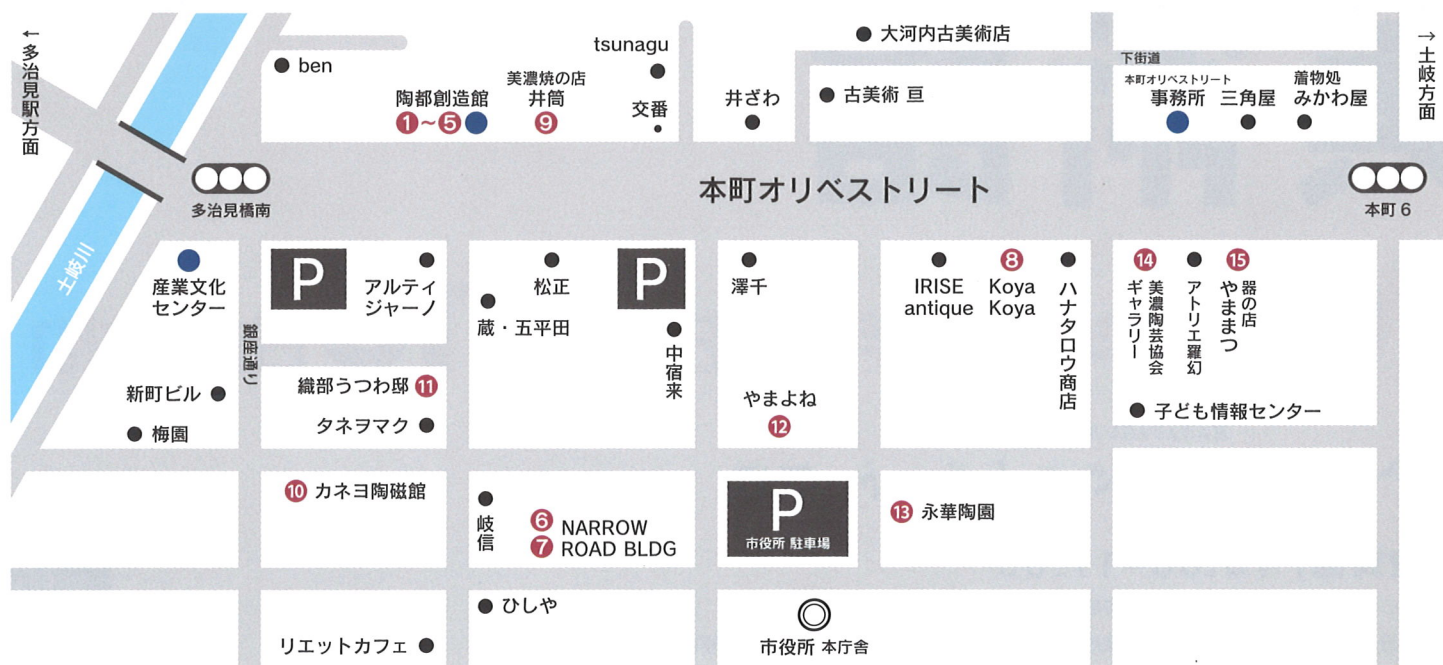 ←多治見駅方面
→土岐方面
大河内古美術店
tsunagu
ben
下街道
美濃焼の店
井筒
⑨
陶都創造館
①~⑤
交番
井ざわ
古美術 亘
本町オリベストリート
事務所
三角屋
着物処
みかわ屋
多治見橋南
本町オリベストリート
本町6
土岐川
産業文化
センター
銀座通り
P
アルティ
ジャーノ
松正
蔵・五平田
P
中宿来
澤千
IRISE
antique
⑧
Koya
Koya
ハナタロウ商店
⑭
美濃陶芸協会
ギャラリー
アトリエ羅幻
⑮
器の店
やままつ
新町ビル
梅園
織部うつわ邸 ⑪
タネヲマク
やまよね
⑫
子ども情報センター
⑩ カネヨ陶磁館
岐信
⑥ NARROW
⑦ ROAD BLDG
P
市役所 駐車場
⑬ 永華陶園
ひしや
リエットカフェ
市役所 本庁舎